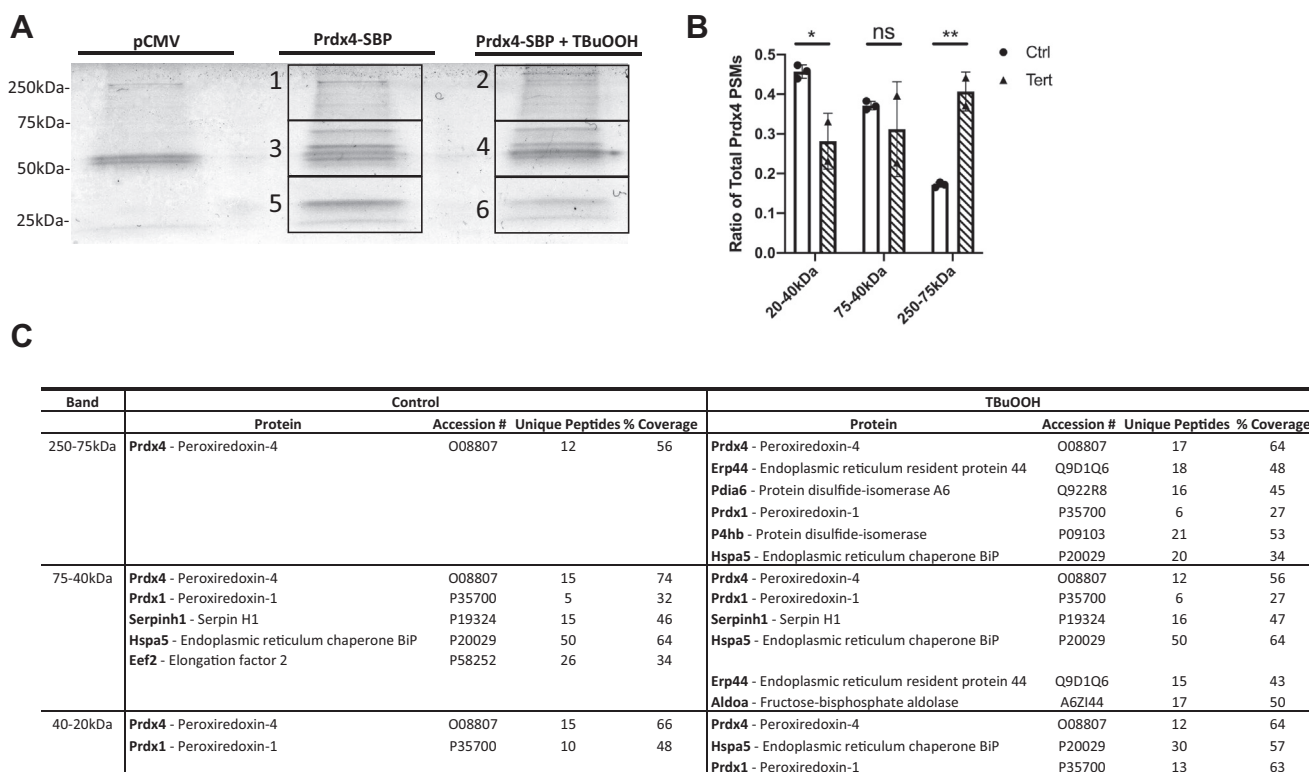 A
pCMV
Prdx4-SBP
Prdx4-SBP + TBuOOH
250kDa-
75kDa-
50kDa-
25kDa-
1
2
3
4
5
6
B
Ratio of Total Prdx4 PSMs
0.5
0.4
0.3
0.2
0.1
0.0
* ns **
20-40kDa
75-40kDa
250-75kDa
Ctrl
Tert
C
Band Control TBuOOH
Protein Accession # Unique Peptides % Coverage Protein Accession # Unique Peptides % Coverage
250-75kDa Prdx4 - Peroxiredoxin-4 O08807 12 56 Prdx4 - Peroxiredoxin-4 O08807 17 64
Erp44 - Endoplasmic reticulum resident protein 44 Q9D1Q6 18 48
Pdia6 - Protein disulfide-isomerase A6 Q922R8 16 45
Prdx1 - Peroxiredoxin-1 P35700 6 27
P4hb - Protein disulfide-isomerase P09103 21 53
Hspa5 - Endoplasmic reticulum chaperone BiP P20029 20 34
75-40kDa Prdx4 - Peroxiredoxin-4 O08807 15 74 Prdx4 - Peroxiredoxin-4 O08807 12 56
Prdx1 - Peroxiredoxin-1 P35700 5 32 Prdx1 - Peroxiredoxin-1 P35700 6 27
Serpinh1 - Serpin H1 P19324 15 46 Serpinh1 - Serpin H1 P19324 16 47
Hspa5 - Endoplasmic reticulum chaperone BiP P20029 50 64 Hspa5 - Endoplasmic reticulum chaperone BiP P20029 50 64
Eef2 - Elongation factor 2 P58252 26 34
Erp44 - Endoplasmic reticulum resident protein 44 Q9D1Q6 15 43
Aldoa - Fructose-bisphosphate aldolase A6ZI44 17 50
40-20kDa Prdx4 - Peroxiredoxin-4 O08807 15 66 Prdx4 - Peroxiredoxin-4 O08807 12 64
Prdx1 - Peroxiredoxin-1 P35700 10 48 Hspa5 - Endoplasmic reticulum chaperone BiP P20029 30 57
Prdx1 - Peroxiredoxin-1 P35700 13 63